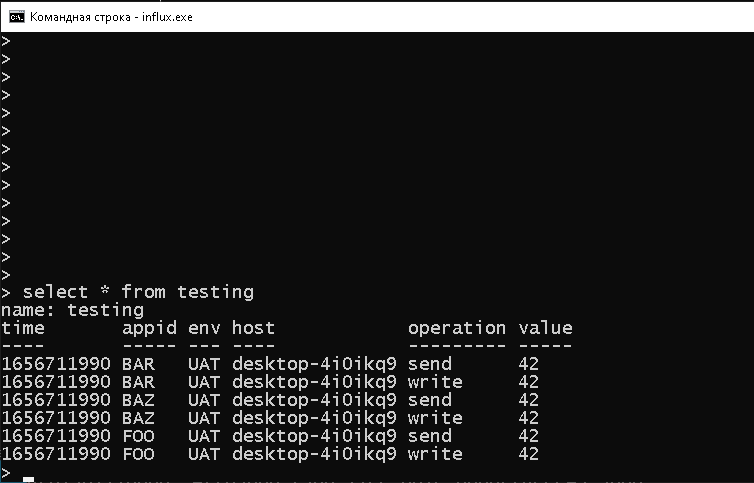 Командная строка - influx.exe
>
>
>
>
>
>
>
>
>
>
>
>
>
>
> select * from testing
name: testing
time appid env host operation value
---- ----- --- ---- --------- -----
1656711990 BAR UAT desktop-4i0ikq9 send 42
1656711990 BAR UAT desktop-4i0ikq9 write 42
1656711990 BAZ UAT desktop-4i0ikq9 send 42
1656711990 BAZ UAT desktop-4i0ikq9 write 42
1656711990 FOO UAT desktop-4i0ikq9 send 42
1656711990 FOO UAT desktop-4i0ikq9 write 42
>